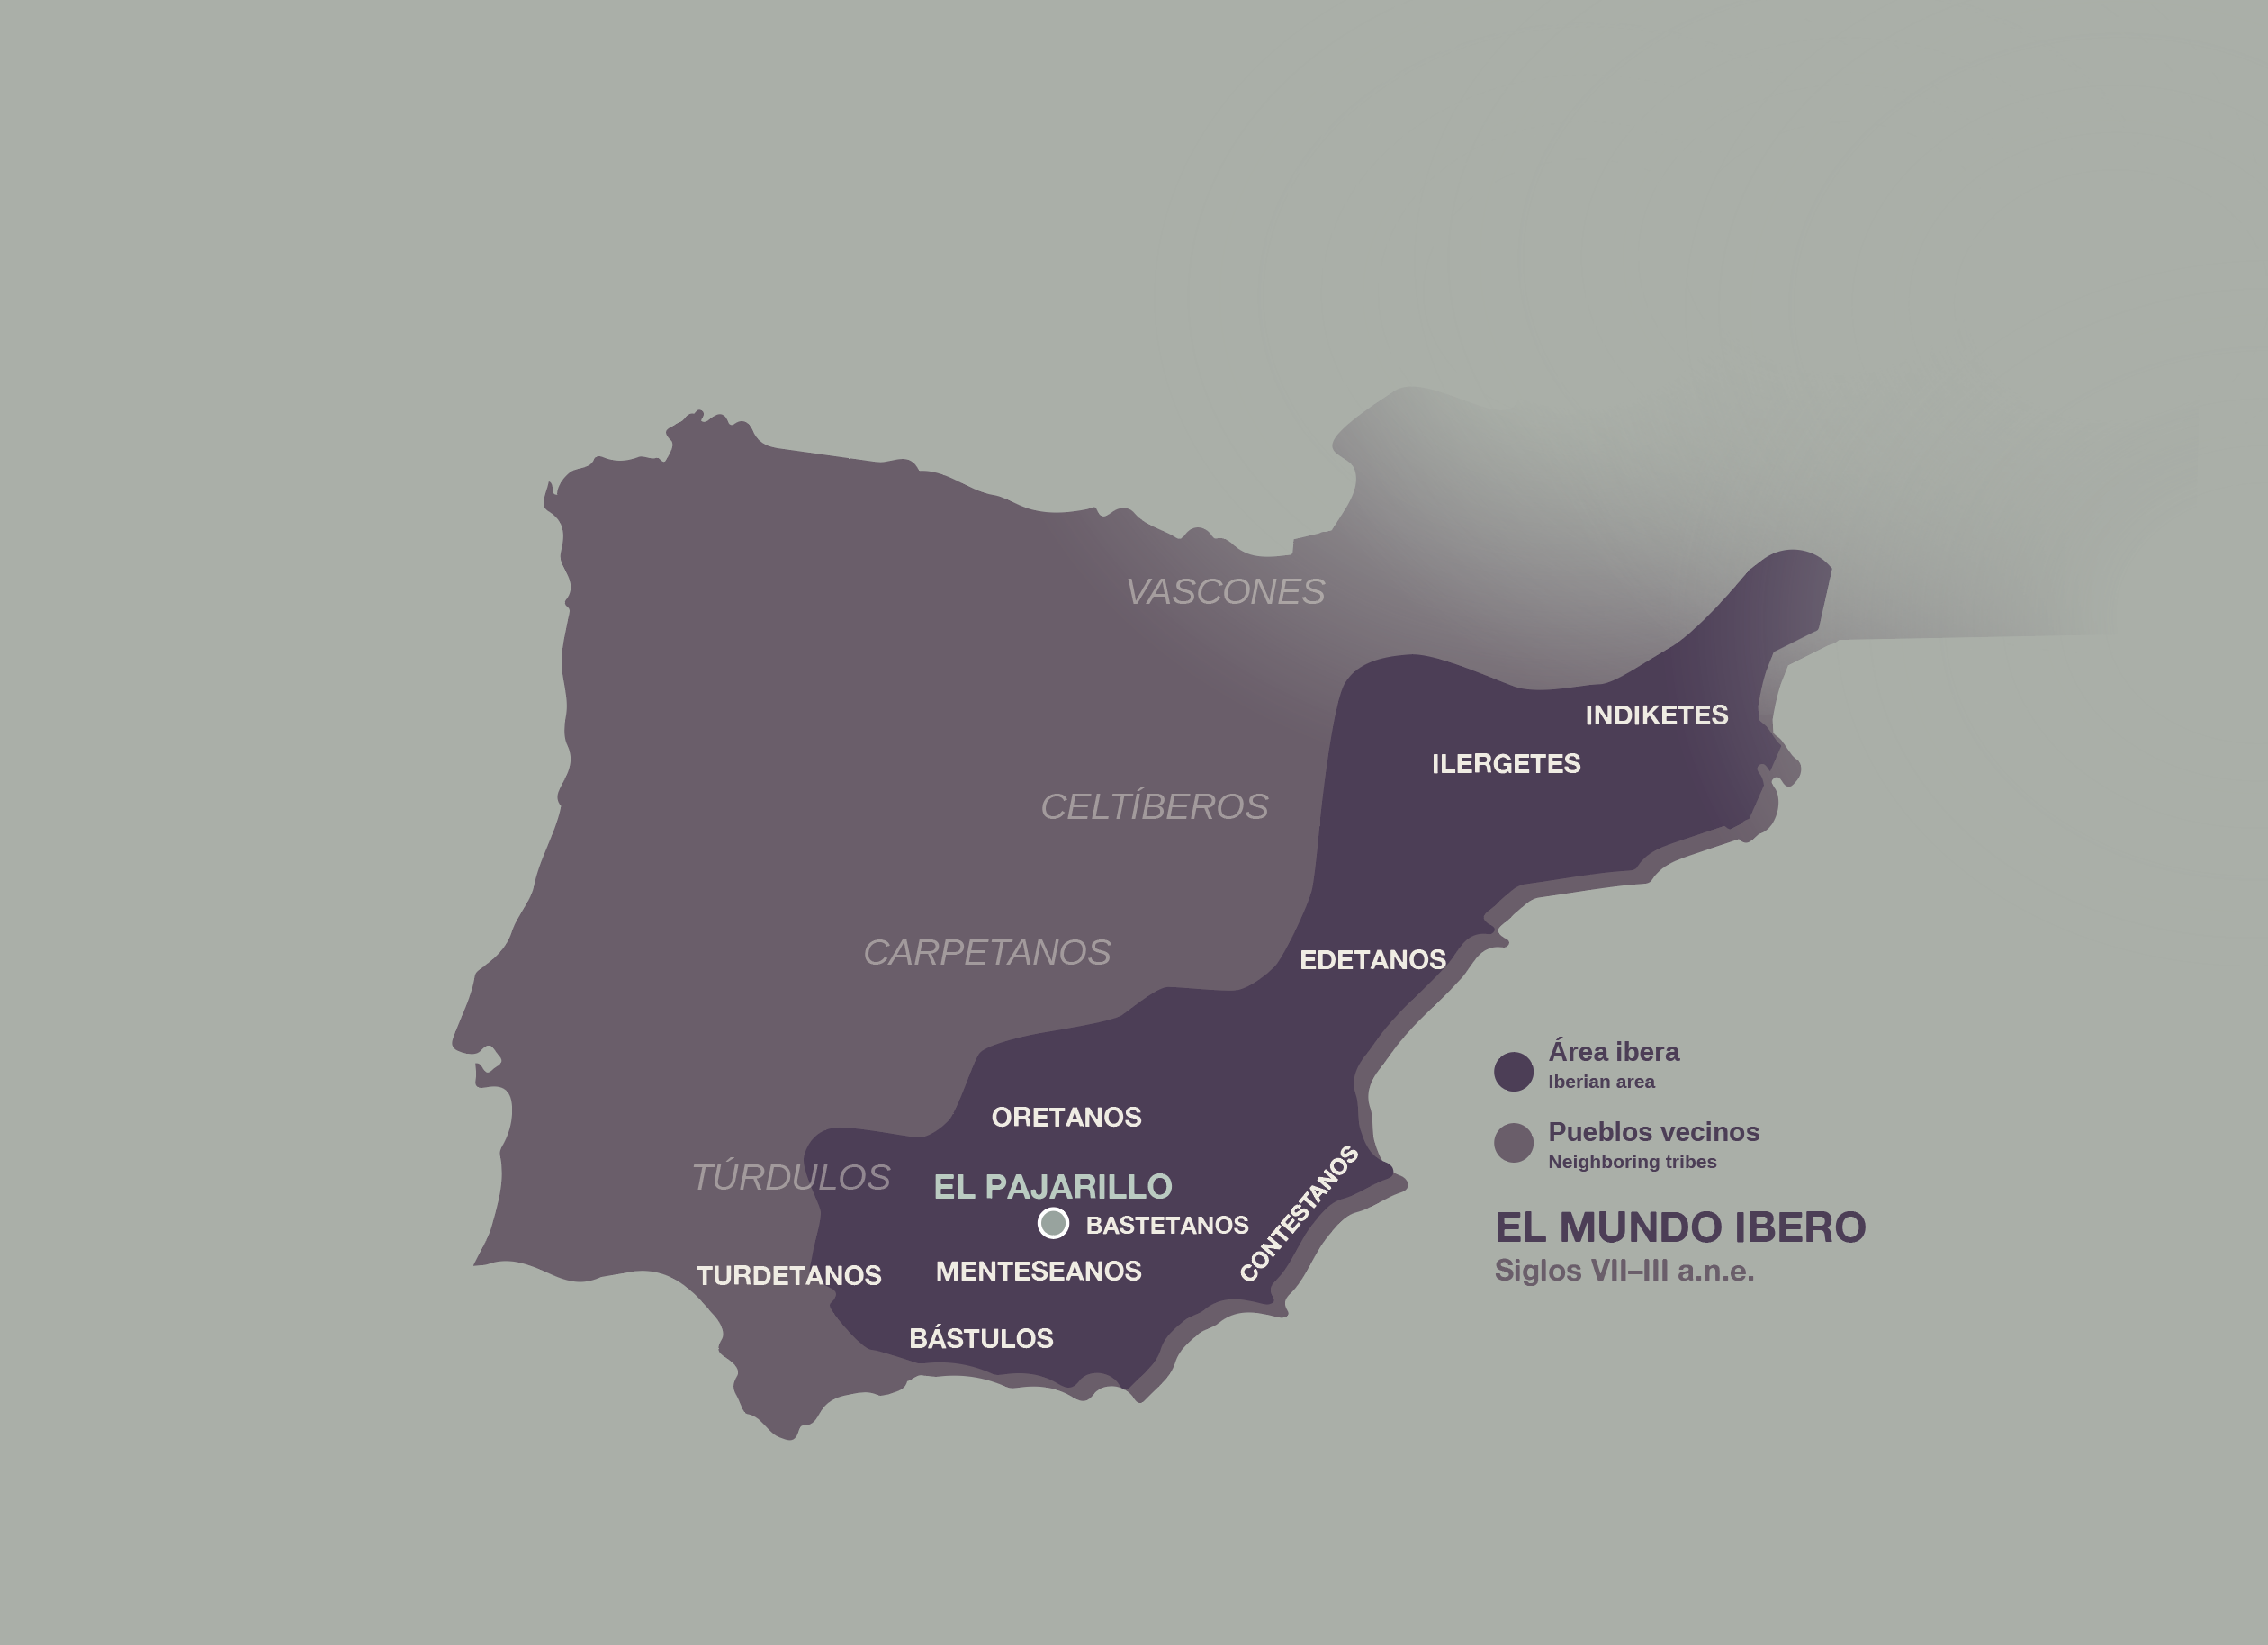 VASCONES
INDIKETES
ILERGETES
CELTÍBEROS
CARPETANOS
EDETANOS
ORETANOS
TÚRDULOS
EL PAJARILLO
BASTETANOS
CONTESTANOS
TURDETANOS
MENTESEANOS
BÁSTULOS
Área ibera
Iberian area
Pueblos vecinos
Neighboring tribes
EL MUNDO IBERO
Siglos VII–III a.n.e.